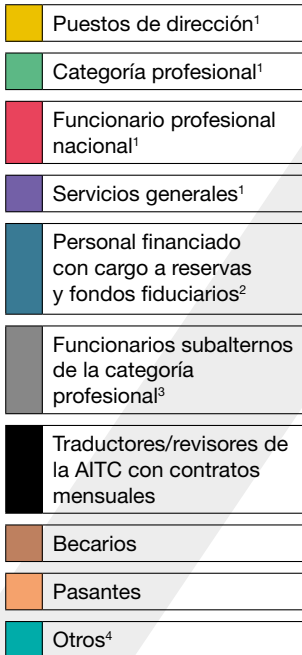 Puestos de dirección¹
Categoría profesional¹
Funcionario profesional
nacional¹
Servicios generales¹
Personal financiado
con cargo a reservas
y fondos fiduciarios²
Funcionarios subalternos
de la categoría
profesional³
Traductores/revisores de
la AITC con contratos
mensuales
Becarios
Pasantes
Otros⁴